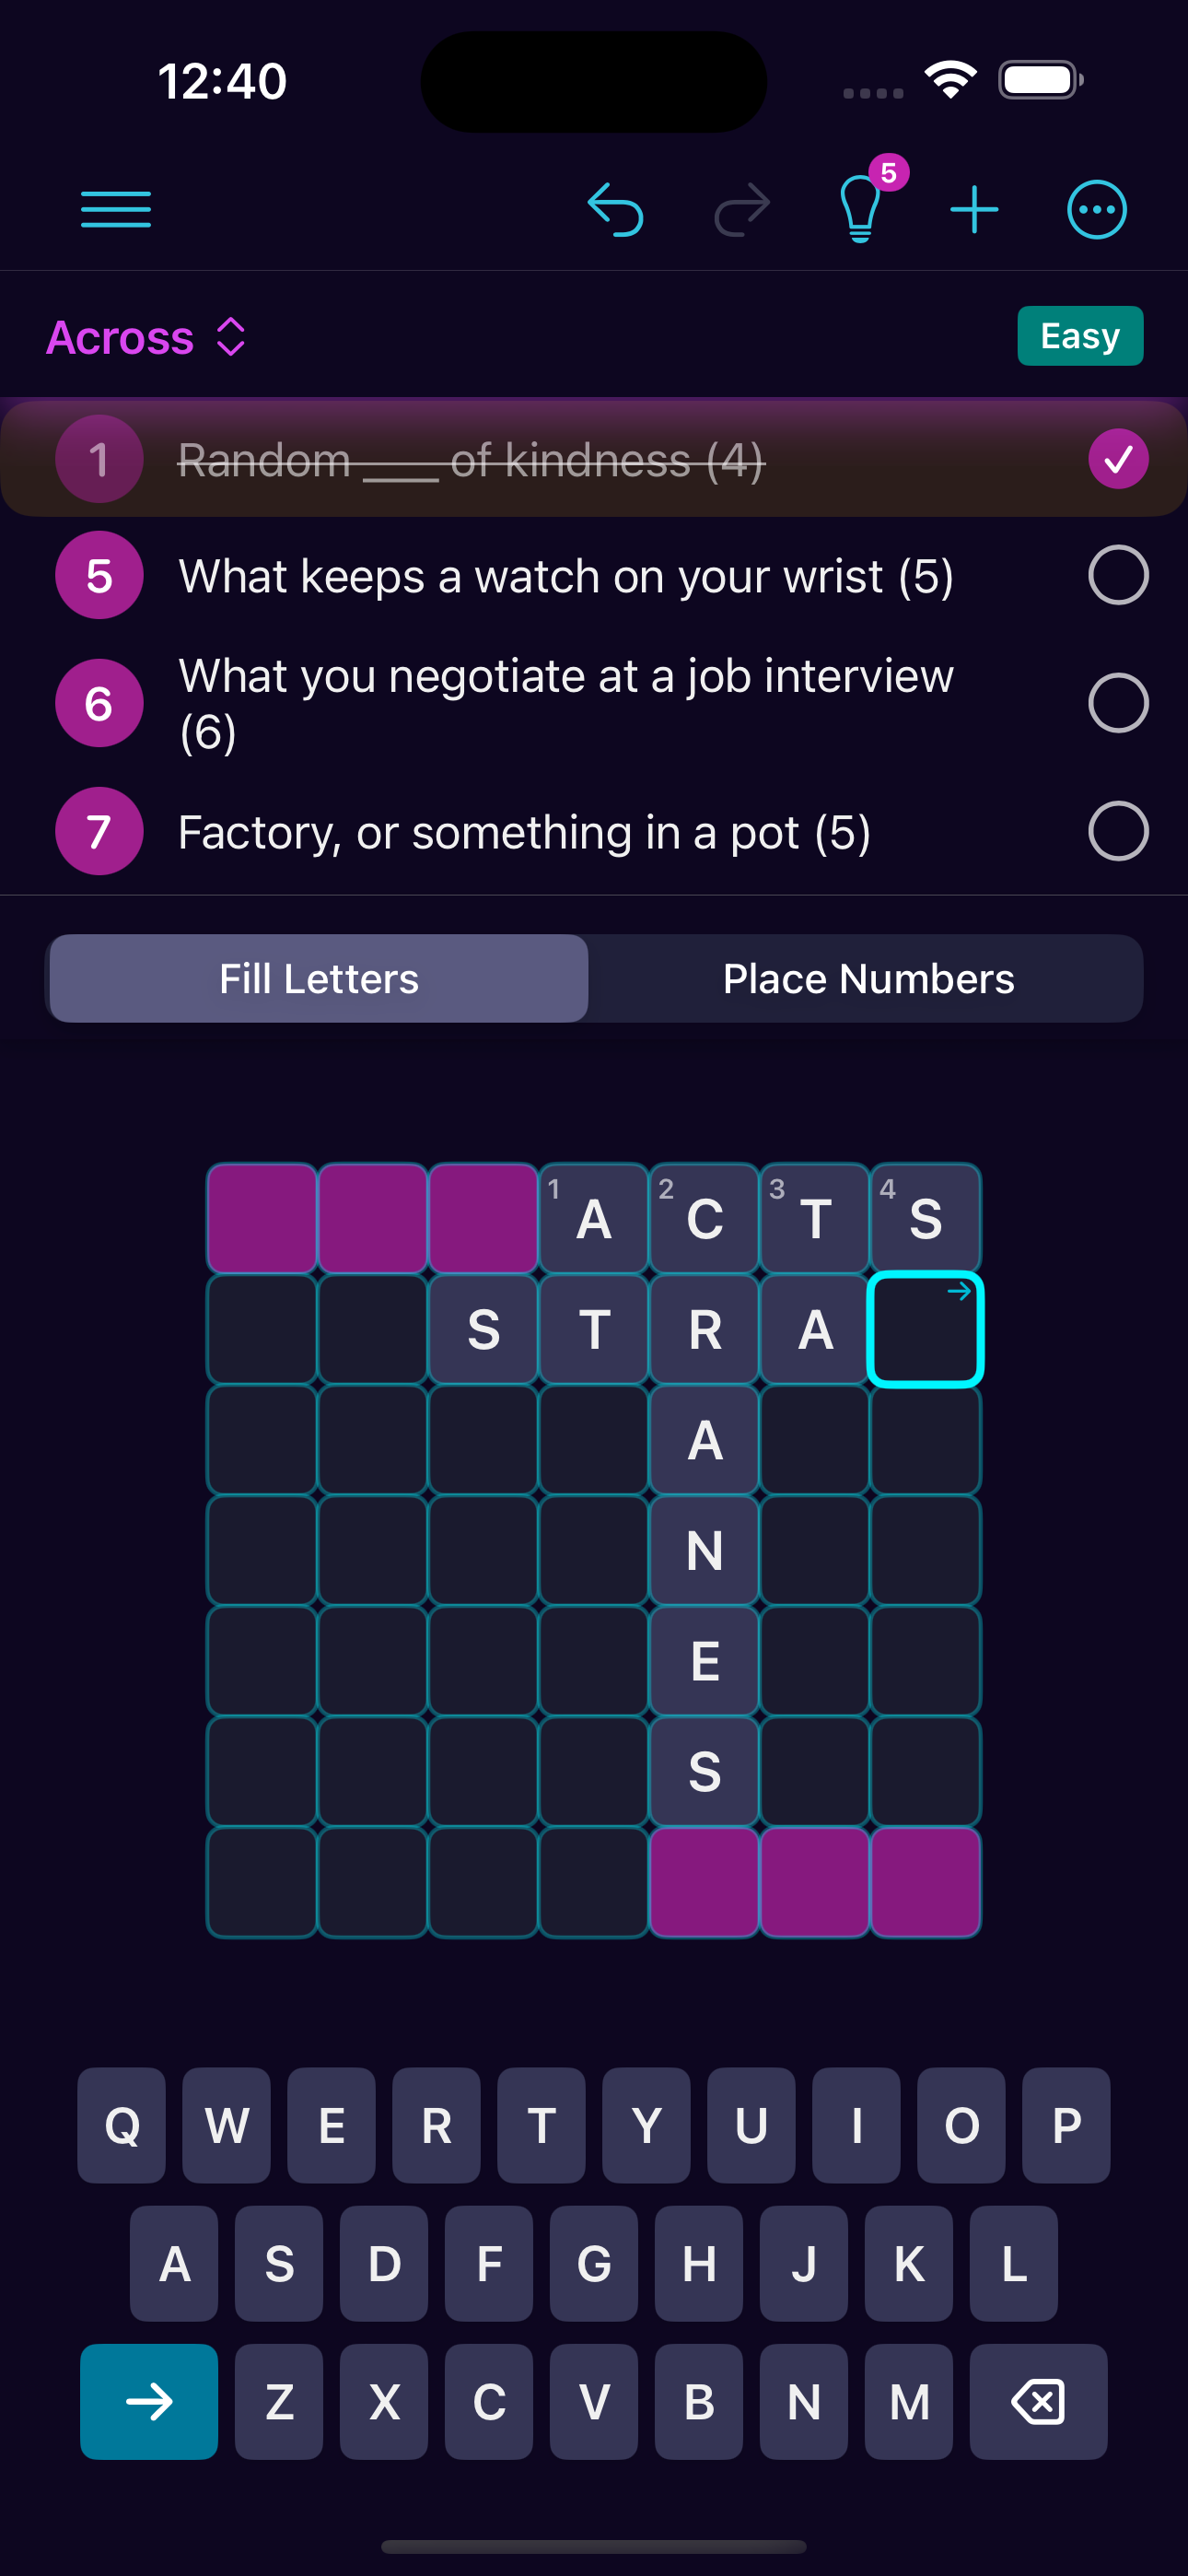 12:40
5
Across
Easy
1 Random ____ of kindness (4)
5 What keeps a watch on your wrist (5)
6 What you negotiate at a job interview
(6)
7 Factory, or something in a pot (5)
Fill Letters Place Numbers
1 A 2 C 3 T 4 S
S T R A
A
N
E
S
Q W E R T Y U I O P
A S D F G H J K L
Z X C V B N M